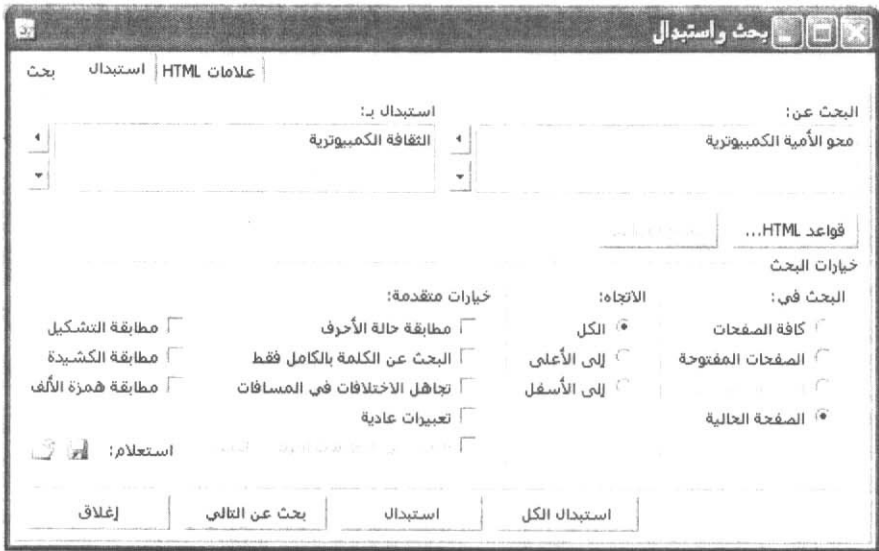 بحث واستبدال
بحث استبدال علامات HTML
البحث عن: استبدال بـ:
محو الأمية الكمبيوترية الثقافة الكمبيوترية
قواعد HTML...
خيارات البحث
البحث في: الاتجاه: خيارات متقدمة:
كافة الصفحات الكل مطابقة حالة الأحرف مطابقة التشكيل
الصفحات المفتوحة إلى الأعلى البحث عن الكلمة بالكامل فقط مطابقة الكشيدة
إلى الأسفل تجاهل الاختلافات في المسافات مطابقة همزة الألف
الصفحة الحالية تعبيرات عادية
استعلام:
استبدال الكل استبدال بحث عن التالي إغلاق